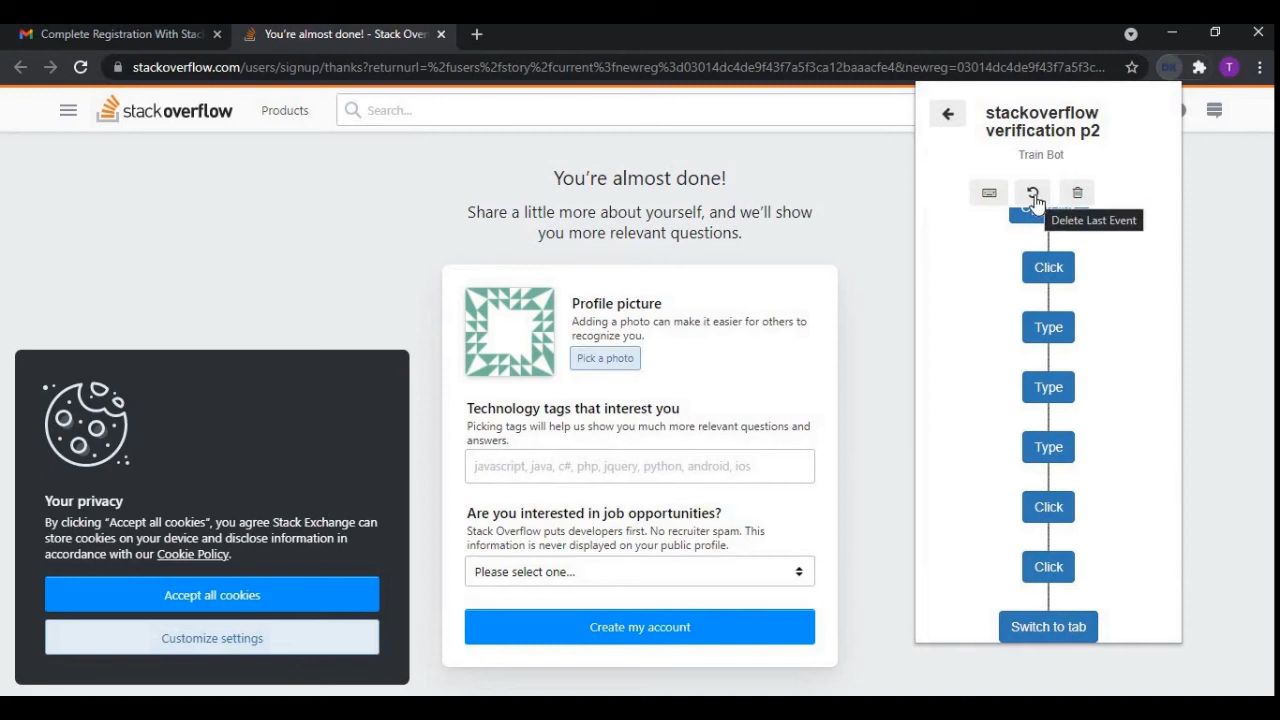 Complete Registration With Stac
You're almost done! - Stack Over
stackoverflow.com/users/signup/thanks?returnurl=%2fusers%2fstory%2fcurrent%3fnewreg%3d03014dc4de9f43f7a5f3c12baaacfe4&newreg=03014dc4de9f43f7a5f3c...
DK
T
stackoverflow
Products
Search...
stackoverflow
verification p2
Train Bot
Delete Last Event
Click
Type
Type
Type
Click
Click
Switch to tab
You're almost done!
Share a little more about yourself, and we'll show
you more relevant questions.
Profile picture
Adding a photo can make it easier for others to
recognize you.
Pick a photo
Technology tags that interest you
Picking tags will help us show you much more relevant questions and
answers.
javascript, java, c#, php, jquery, python, android, ios
Are you interested in job opportunities?
Stack Overflow puts developers first. No recruiter spam. This
information is never displayed on your public profile.
Please select one...
Create my account
Your privacy
By clicking "Accept all cookies", you agree Stack Exchange can
store cookies on your device and disclose information in
accordance with our Cookie Policy.
Accept all cookies
Customize settings